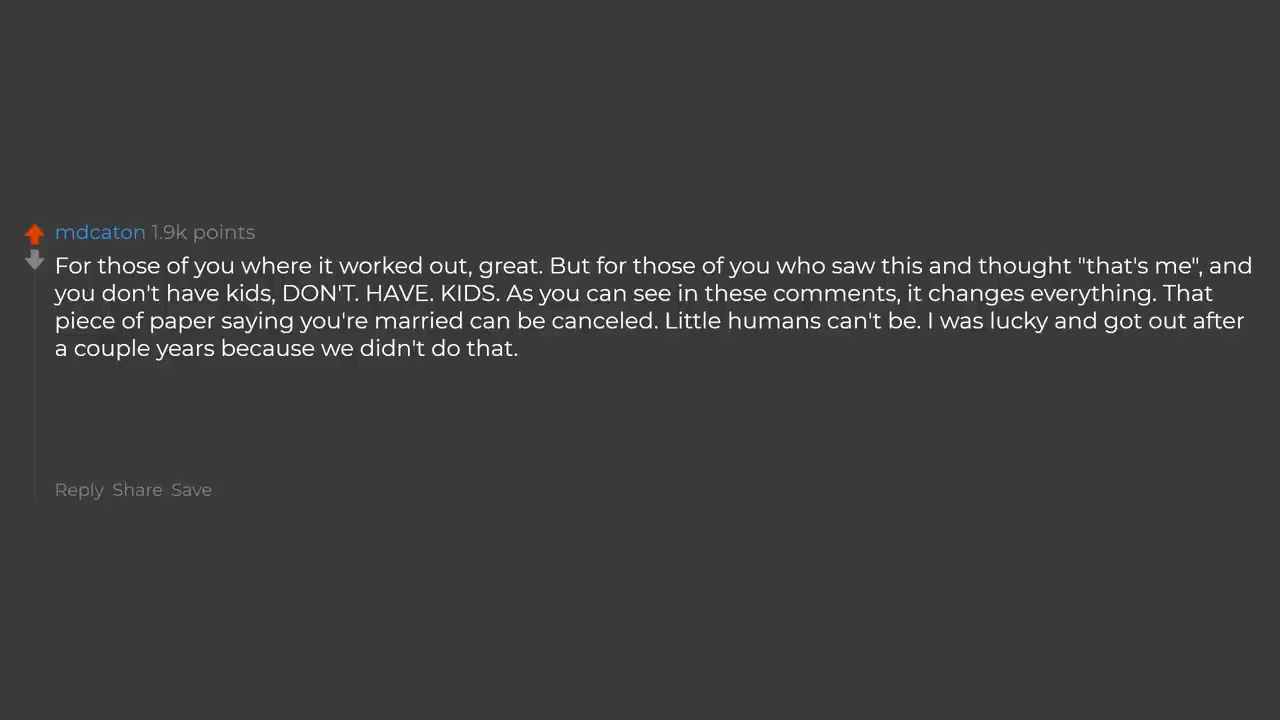 mdcaton 1.9k points
For those of you where it worked out, great. But for those of you who saw this and thought "that's me", and
you don't have kids, DON'T. HAVE. KIDS. As you can see in these comments, it changes everything. That
piece of paper saying you're married can be canceled. Little humans can't be. I was lucky and got out after
a couple years because we didn't do that.
Reply Share Save